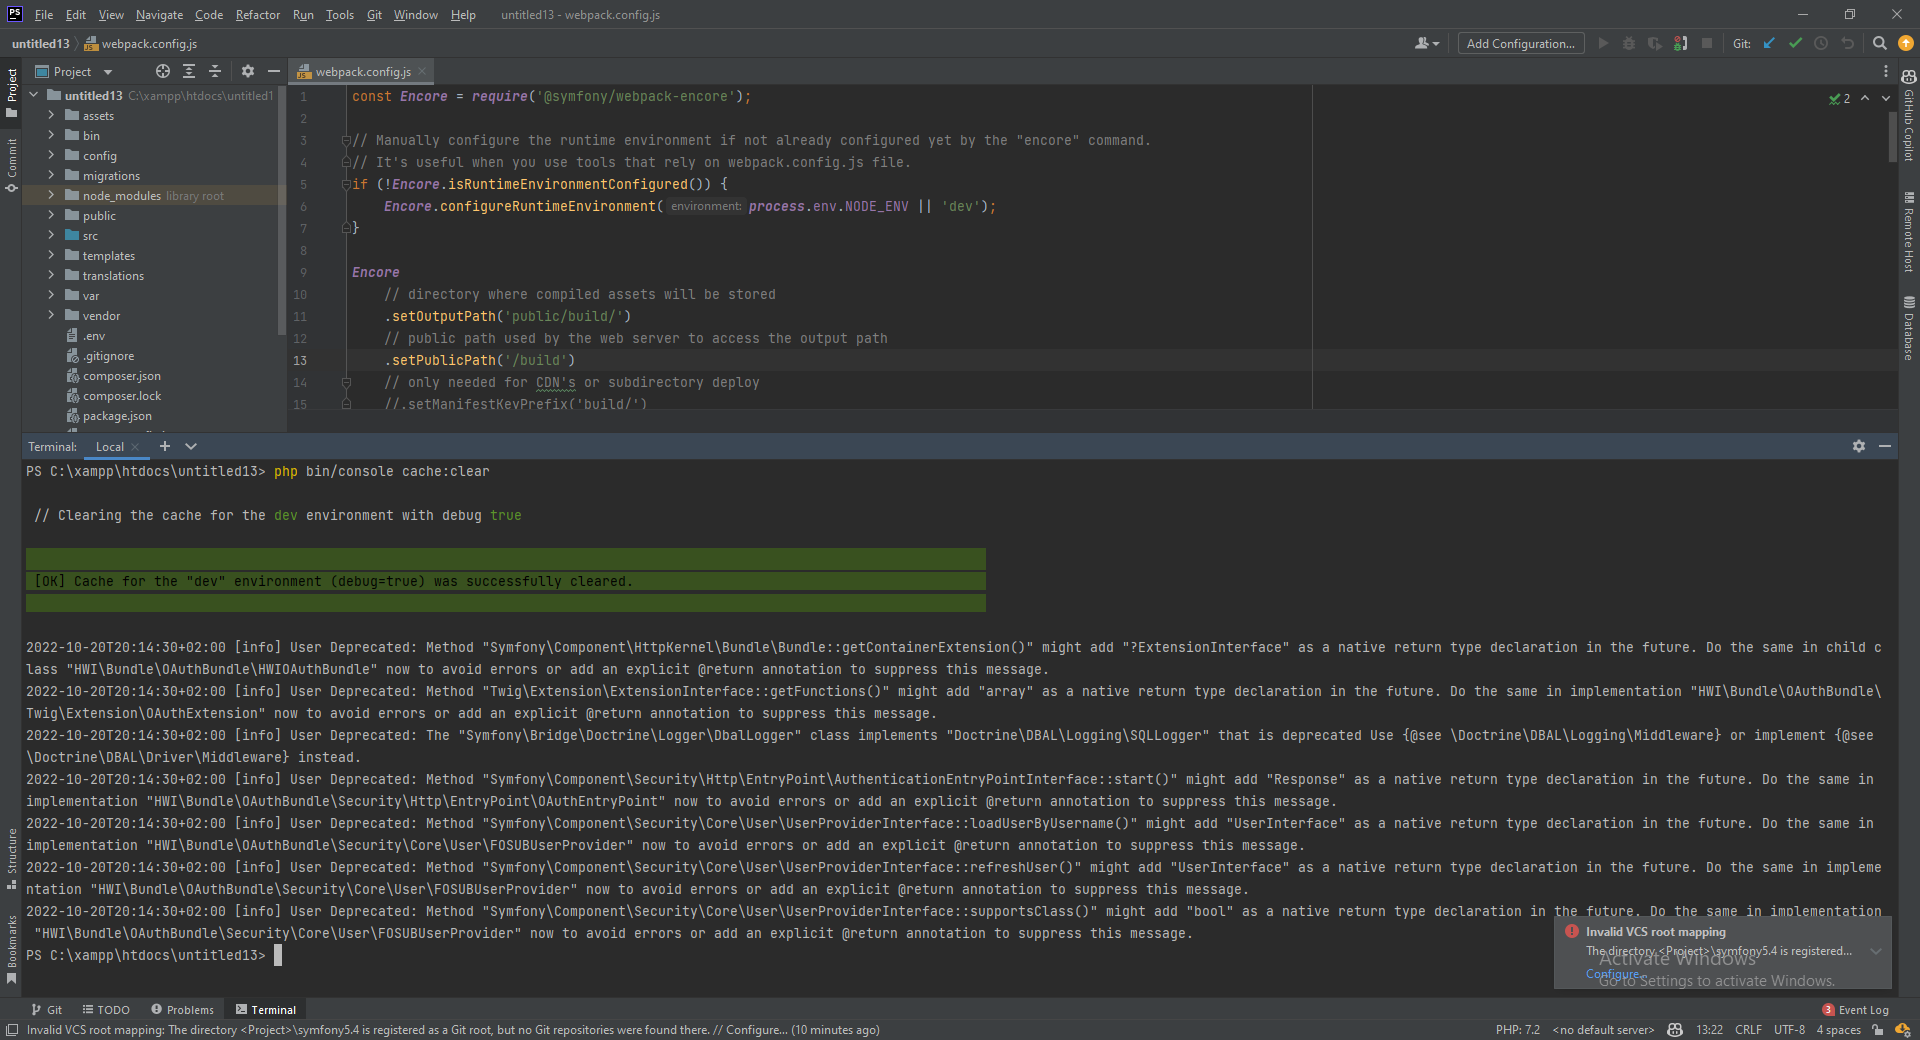 PS File Edit View Navigate Code Refactor Run Tools Git Window Help untitled13 - webpack.config.js
untitled13 webpack.config.js Add Configuration... Git:
Project
webpack.config.js
untitled13 C:\xampp\htdocs\untitled1
assets
bin
config
migrations
node_modules library root
public
src
templates
translations
var
vendor
.env
.gitignore
composer.json
composer.lock
package.json
1 const Encore = require('@symfony/webpack-encore');
2
3 // Manually configure the runtime environment if not already configured yet by the "encore" command.
4 // It's useful when you use tools that rely on webpack.config.js file.
5 if (!Encore.isRuntimeEnvironmentConfigured()) {
6 Encore.configureRuntimeEnvironment( environment: process.env.NODE_ENV || 'dev');
7 }
8
9 Encore
10 // directory where compiled assets will be stored
11 .setOutputPath('public/build/')
12 // public path used by the web server to access the output path
13 .setPublicPath('/build')
14 // only needed for CDN's or subdirectory deploy
15 //.setManifestKeyPrefix('build/')
2
Project
Commit
Structure
Bookmarks
GitHub Copilot
Remote Host
Database
Terminal: Local
PS C:\xampp\htdocs\untitled13> php bin/console cache:clear
// Clearing the cache for the dev environment with debug true
[OK] Cache for the "dev" environment (debug=true) was successfully cleared.
2022-10-20T20:14:30+02:00 [info] User Deprecated: Method "Symfony\Component\HttpKernel\Bundle\Bundle::getContainerExtension()" might add "?ExtensionInterface" as a native return type declaration in the future. Do the same in child c
lass "HWI\Bundle\OAuthBundle\HWIOAuthBundle" now to avoid errors or add an explicit @return annotation to suppress this message.
2022-10-20T20:14:30+02:00 [info] User Deprecated: Method "Twig\Extension\ExtensionInterface::getFunctions()" might add "array" as a native return type declaration in the future. Do the same in implementation "HWI\Bundle\OAuthBundle\
Twig\Extension\OAuthExtension" now to avoid errors or add an explicit @return annotation to suppress this message.
2022-10-20T20:14:30+02:00 [info] User Deprecated: The "Symfony\Bridge\Doctrine\Logger\DbalLogger" class implements "Doctrine\DBAL\Logging\SQLLogger" that is deprecated Use {@see \Doctrine\DBAL\Logging\Middleware} or implement {@see
\Doctrine\DBAL\Driver\Middleware} instead.
2022-10-20T20:14:30+02:00 [info] User Deprecated: Method "Symfony\Component\Security\Http\EntryPoint\AuthenticationEntryPointInterface::start()" might add "Response" as a native return type declaration in the future. Do the same in
implementation "HWI\Bundle\OAuthBundle\Security\Http\EntryPoint\OAuthEntryPoint" now to avoid errors or add an explicit @return annotation to suppress this message.
2022-10-20T20:14:30+02:00 [info] User Deprecated: Method "Symfony\Component\Security\Core\User\UserProviderInterface::loadUserByUsername()" might add "UserInterface" as a native return type declaration in the future. Do the same in
implementation "HWI\Bundle\OAuthBundle\Security\Core\User\FOSUBUserProvider" now to avoid errors or add an explicit @return annotation to suppress this message.
2022-10-20T20:14:30+02:00 [info] User Deprecated: Method "Symfony\Component\Security\Core\User\UserProviderInterface::refreshUser()" might add "UserInterface" as a native return type declaration in the future. Do the same in impleme
ntation "HWI\Bundle\OAuthBundle\Security\Core\User\FOSUBUserProvider" now to avoid errors or add an explicit @return annotation to suppress this message.
2022-10-20T20:14:30+02:00 [info] User Deprecated: Method "Symfony\Component\Security\Core\User\UserProviderInterface::supportsClass()" might add "bool" as a native return type declaration in the future. Do the same in implementation
"HWI\Bundle\OAuthBundle\Security\Core\User\FOSUBUserProvider" now to avoid errors or add an explicit @return annotation to suppress this message.
PS C:\xampp\htdocs\untitled13>
Invalid VCS root mapping
The directory <Project>\symfony5.4 is registered...
Configure...
Activate Windows
Go to Settings to activate Windows.
Git TODO Problems Terminal 3 Event Log
Invalid VCS root mapping: The directory <Project>\symfony5.4 is registered as a Git root, but no Git repositories were found there. // Configure... (10 minutes ago) PHP: 7.2 <no default server> 13:22 CRLF UTF-8 4 spaces